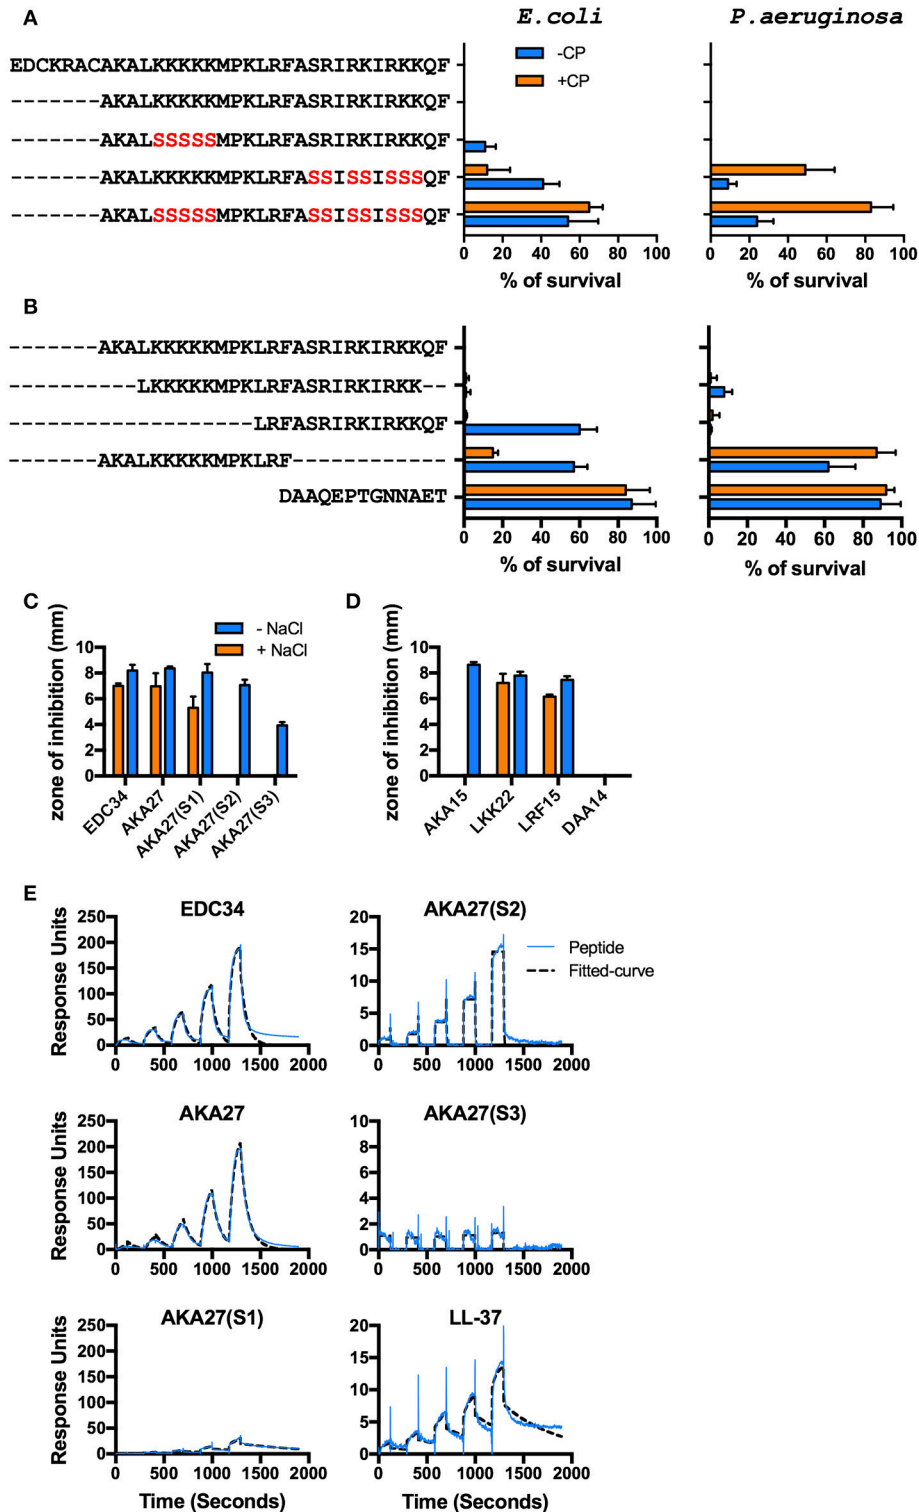 A
E.coli
P.aeruginosa
-CP
+CP
EDCKRACAKALKKKKKMPKLRFASRIRKIRKKQF
-------AKALKKKKKMPKLRFASRIRKIRKKQF
-------AKALSSSSSMPKLRFASRIRKIRKKQF
-------AKALKKKKKMPKLRFASSISSISSSQF
-------AKALSSSSSMPKLRFASSISSISSSQF
0 20 40 60 80 100
0 20 40 60 80 100
% of survival
% of survival
B
-------AKALKKKKKMPKLRFASRIRKIRKKQF
----------LKKKKKMPKLRFASRIRKIRKK--
-------------------LRFASRIRKIRKKQF
-------AKALKKKKKMPKLRF------------
DAAQEPTGNNAET
0 20 40 60 80 100
0 20 40 60 80 100
% of survival
% of survival
C
zone of inhibition (mm)
10
8
6
4
2
0
- NaCl
+ NaCl
EDC34
AKA27
AKA27(S1)
AKA27(S2)
AKA27(S3)
D
zone of inhibition (mm)
10
8
6
4
2
0
AKA15
LKK22
LRF15
DAA14
E
EDC34
Response Units
250
200
150
100
50
0
0 500 1000 1500 2000
AKA27(S2)
20
15
10
5
0
0 500 1000 1500 2000
Peptide
Fitted-curve
AKA27
Response Units
250
200
150
100
50
0
0 500 1000 1500 2000
AKA27(S3)
10
8
6
4
2
0
0 500 1000 1500 2000
AKA27(S1)
Response Units
250
200
150
100
50
0
0 500 1000 1500 2000
Time (Seconds)
LL-37
20
15
10
5
0
0 500 1000 1500 2000
Time (Seconds)